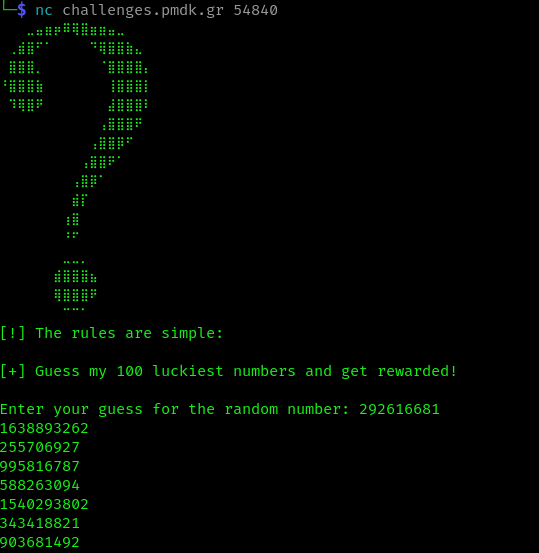 └─$ nc challenges.pmdk.gr 54840
[!] The rules are simple:
[+] Guess my 100 luckiest numbers and get rewarded!
Enter your guess for the random number: 292616681
1638893262
255706927
995816787
588263094
1540293802
343418821
903681492